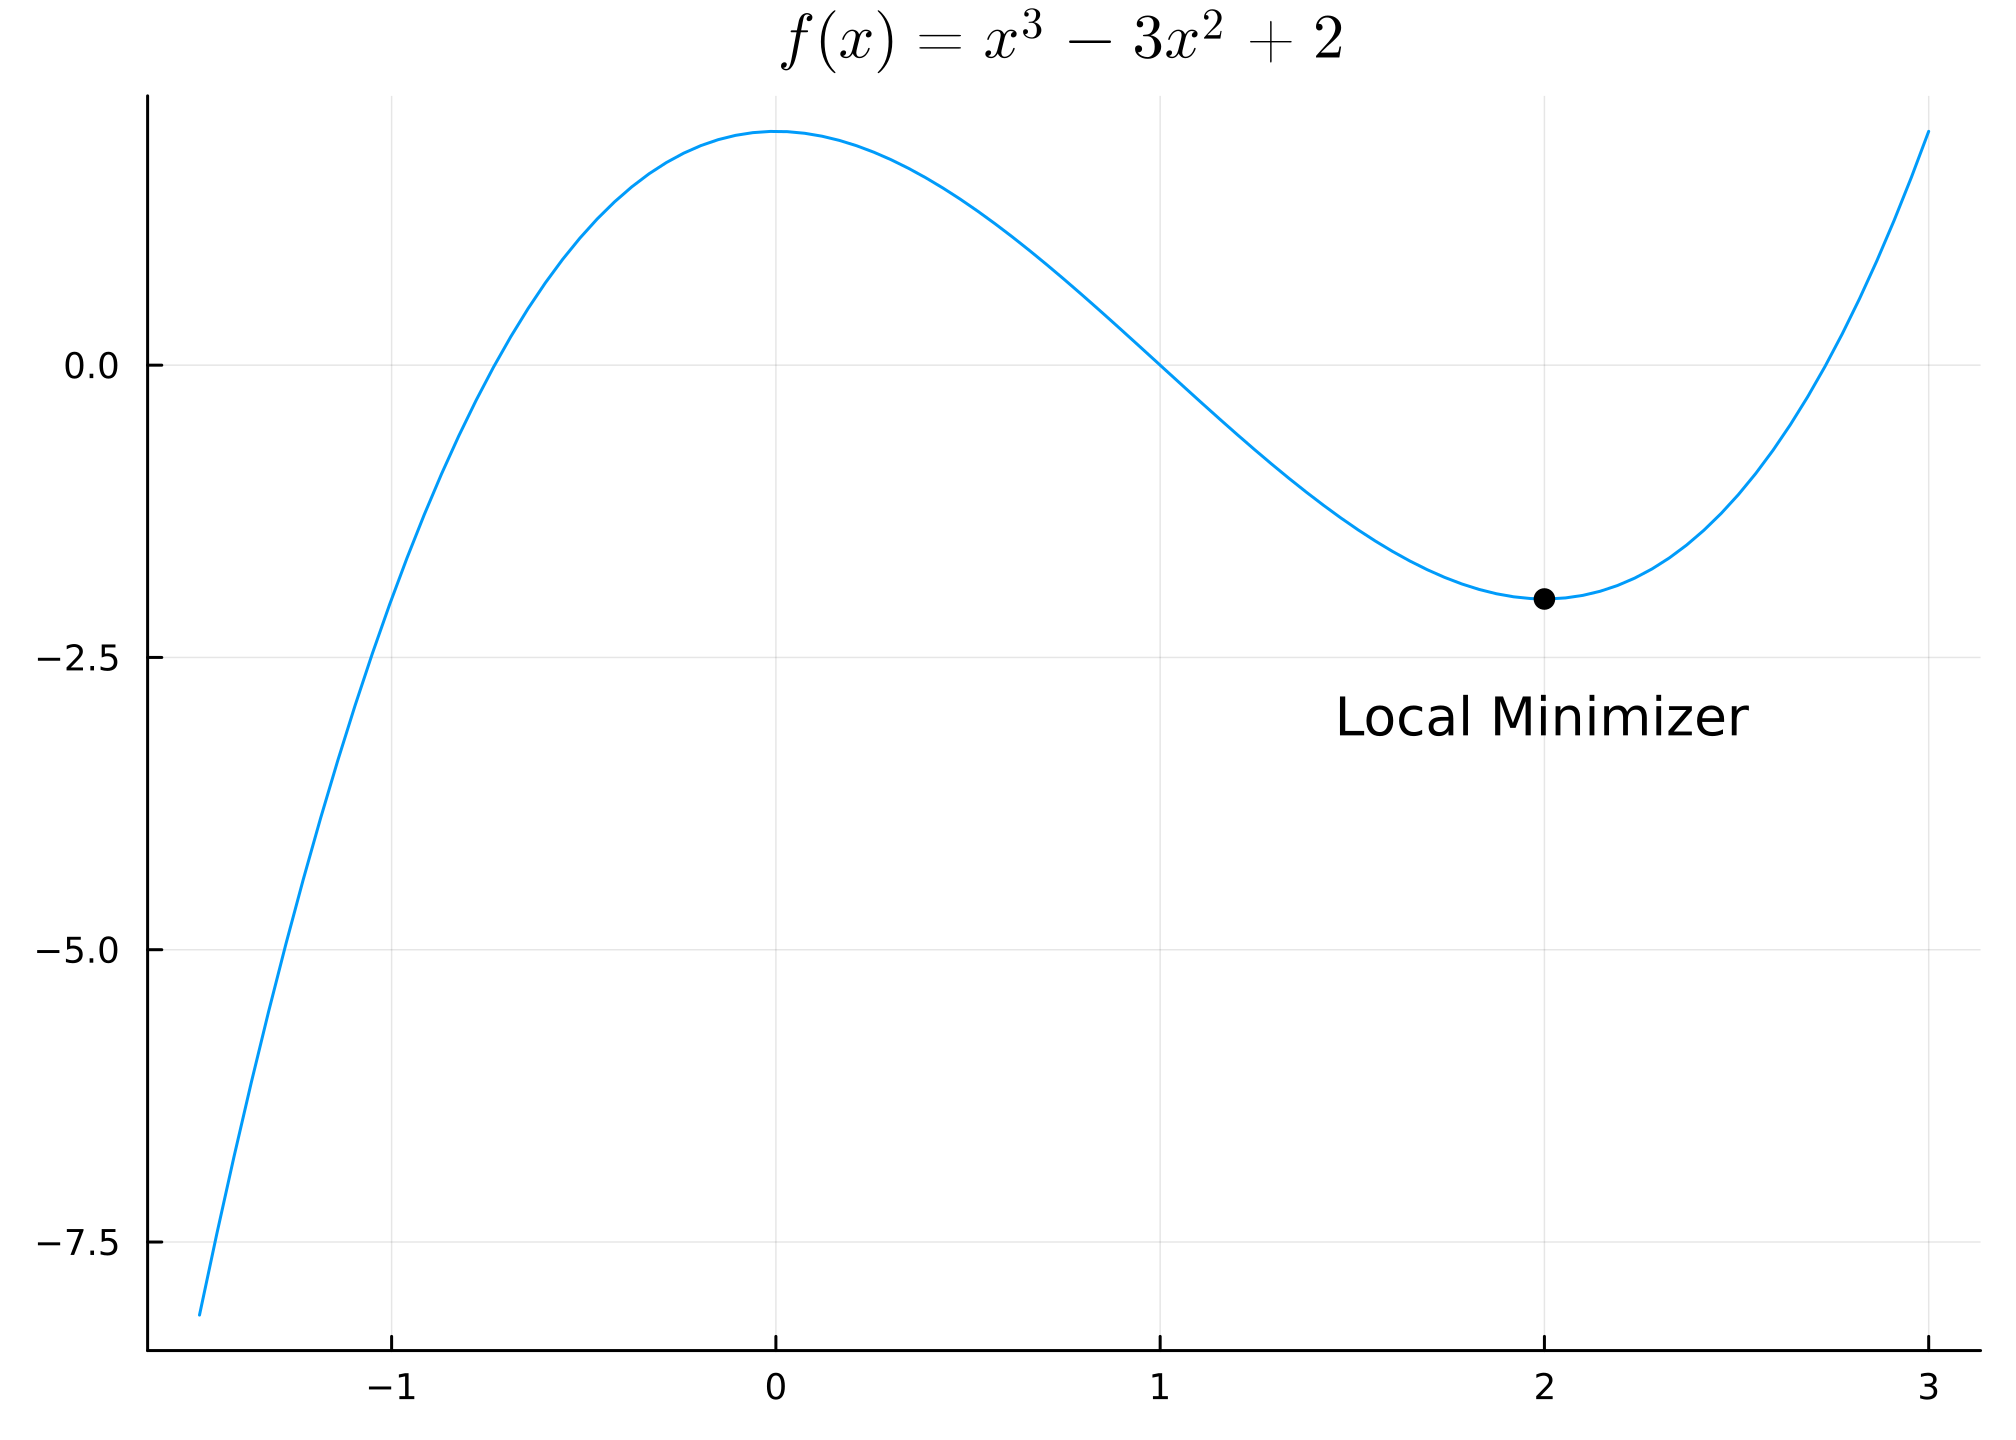 f(x) = x³ − 3x² + 2
0.0
−2.5
Local Minimizer
−5.0
−7.5
−1 0 1 2 3